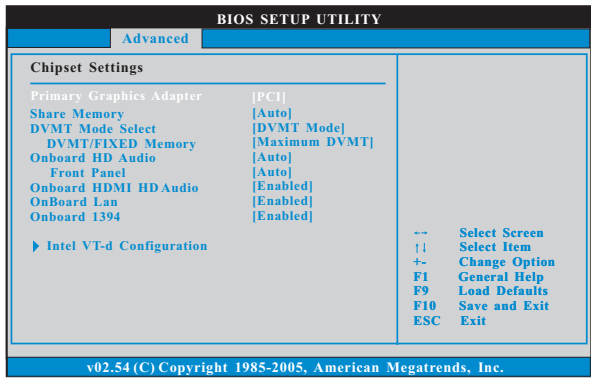 BIOS SETUP UTILITY
Advanced
Chipset Settings
Primary Graphics Adapter [PCI]
Share Memory [Auto]
DVMT Mode Select [DVMT Mode]
DVMT/FIXED Memory [Maximum DVMT]
Onboard HD Audio [Auto]
Front Panel [Auto]
Onboard HDMI HD Audio [Enabled]
OnBoard Lan [Enabled]
Onboard 1394 [Enabled]
Intel VT-d Configuration
←→ Select Screen
↑↓ Select Item
+- Change Option
F1 General Help
F9 Load Defaults
F10 Save and Exit
ESC Exit
v02.54 (C) Copyright 1985-2005, American Megatrends, Inc.